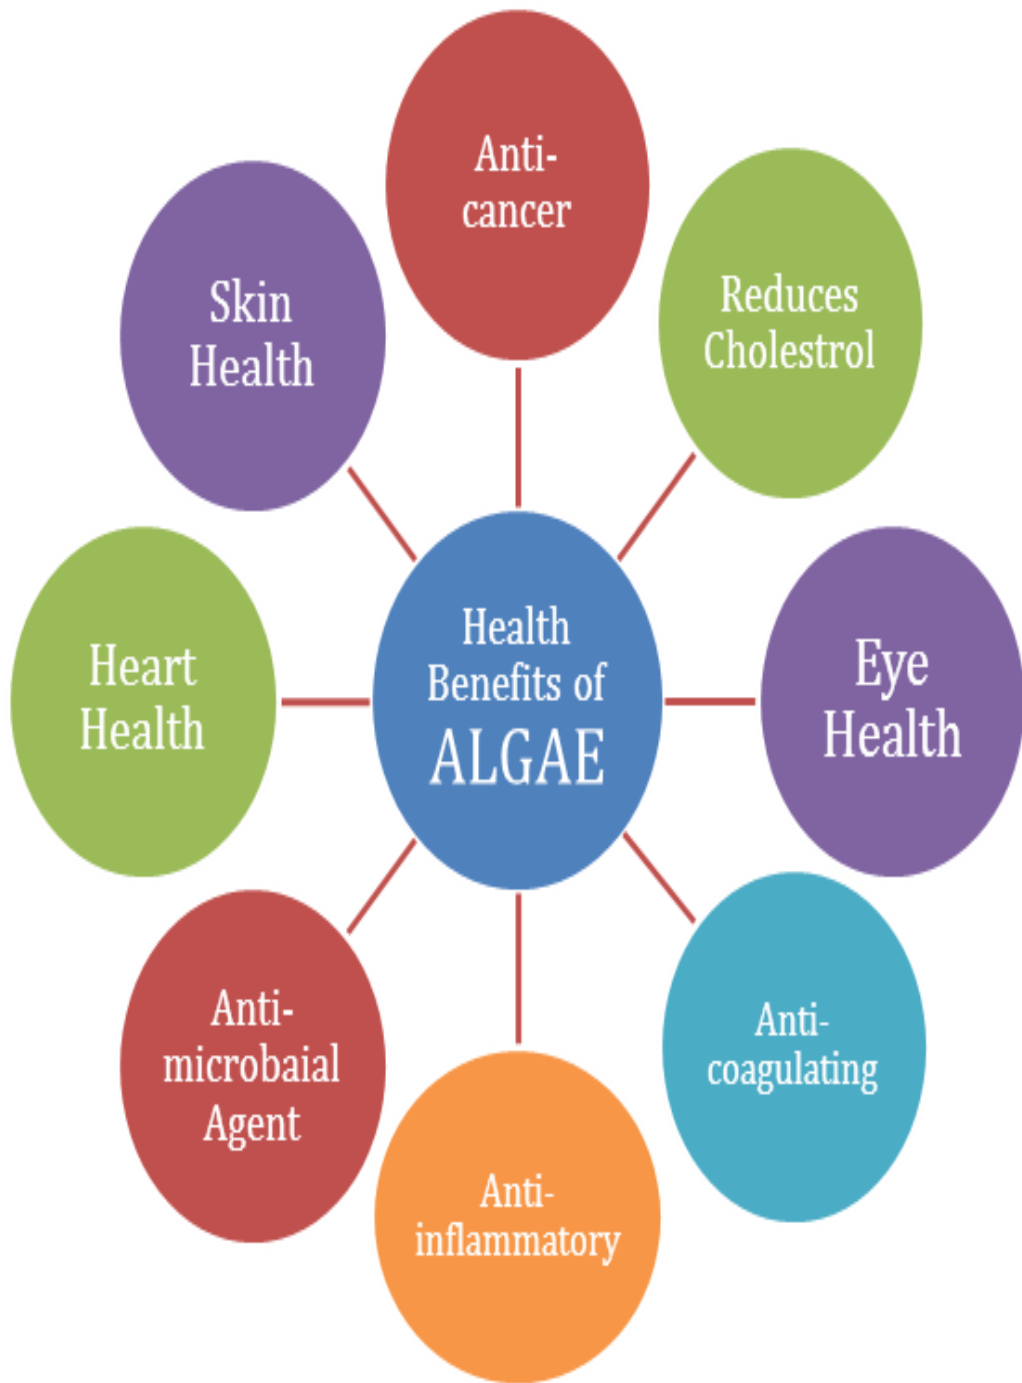 Anti-
cancer
Reduces
Cholestrol
Eye
Health
Anti-
coagulating
Anti-
inflammatory
Anti-
microbaial
Agent
Heart
Health
Skin
Health
Health
Benefits of
ALGAE